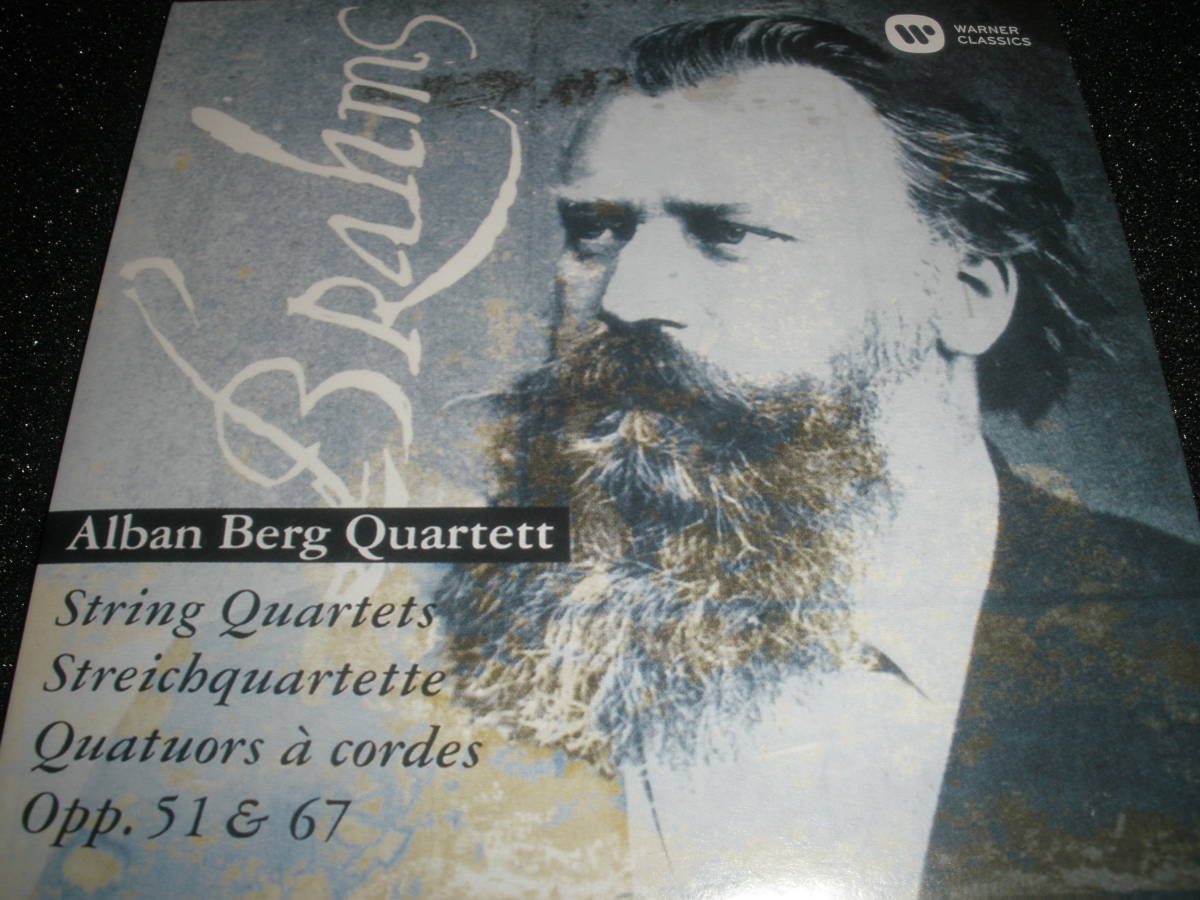 WARNER
CLASSICS
Brahms
Alban Berg Quartett
String Quartets
Streichquartette
Quatuors à cordes
Opp. 51 & 67